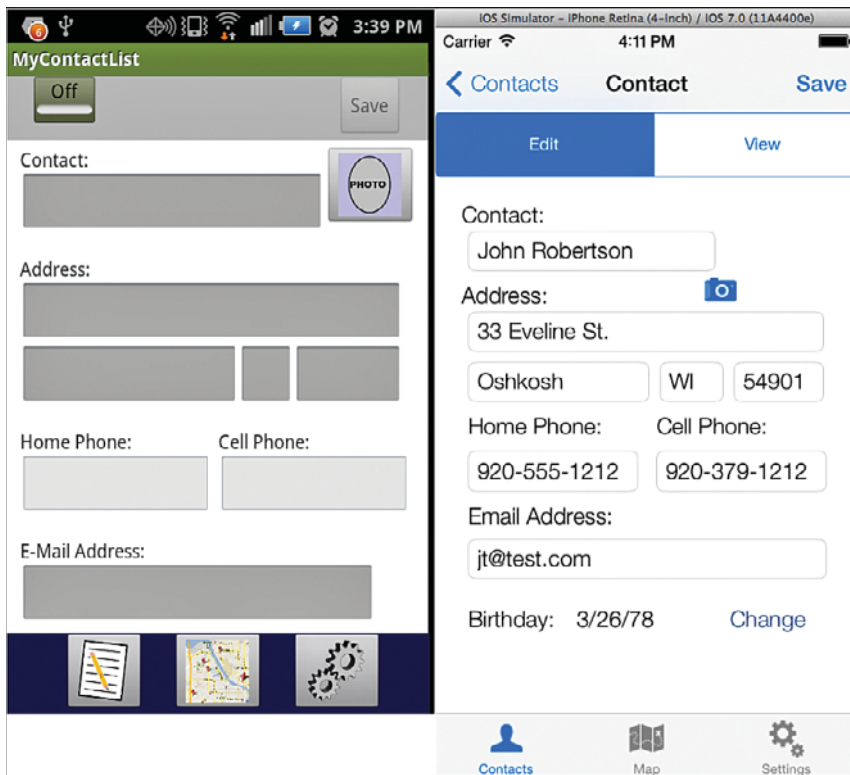 6
3:39 PM
MyContactList
Off
Save
Contact:
PHOTO
Address:
Home Phone: Cell Phone:
E-Mail Address:
IOS Simulator – iPhone Retina (4-inch) / IOS 7.0 (11A4400e)
Carrier 4:11 PM
Contacts Contact Save
Edit View
Contact:
John Robertson
Address:
33 Eveline St.
Oshkosh WI 54901
Home Phone: Cell Phone:
920-555-1212 920-379-1212
Email Address:
jt@test.com
Birthday: 3/26/78 Change
Contacts Map Settings